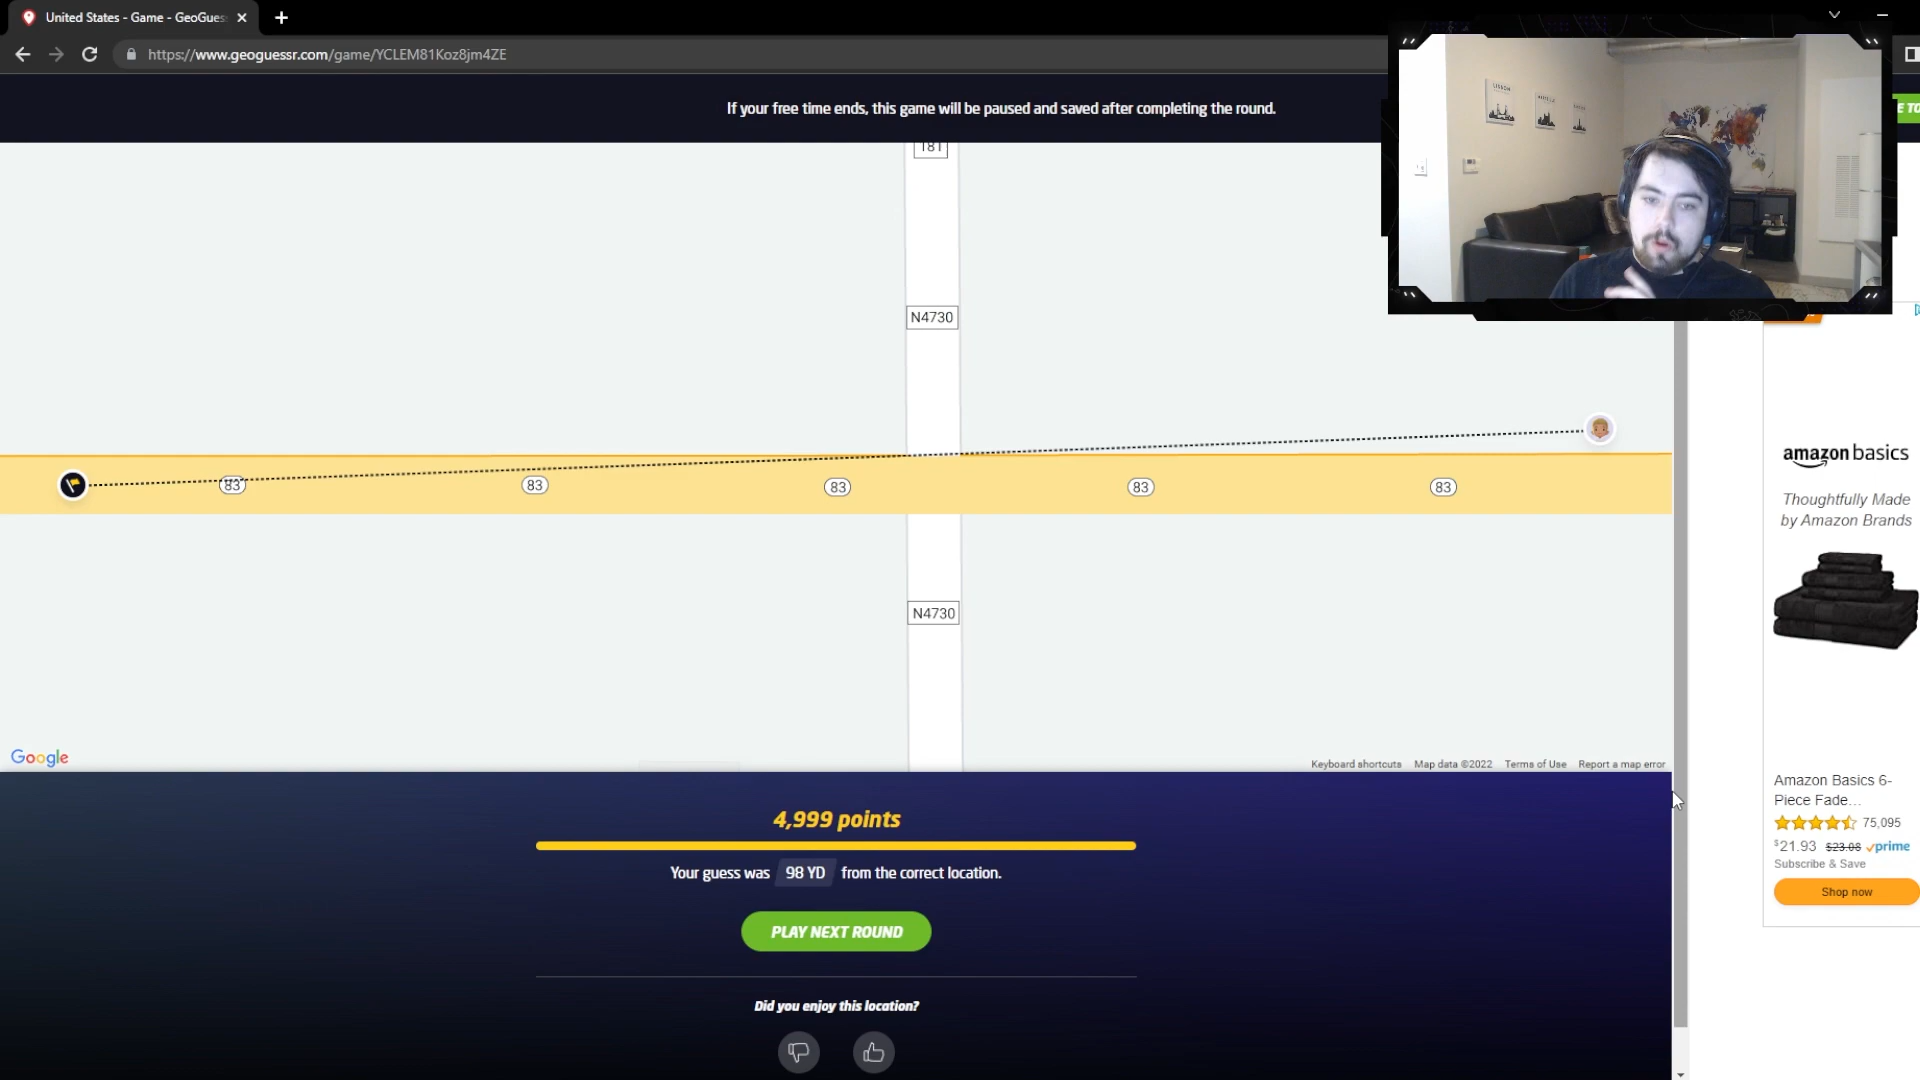 United States - Game - GeoGues
https://www.geoguessr.com/game/YCLEM81Koz8jm4ZE
If your free time ends, this game will be paused and saved after completing the round.
E TO
LISBON
181
N4730
83
83
83
83
83
N4730
Google
Keyboard shortcuts
Map data ©2022
Terms of Use
Report a map error
4,999 points
Your guess was 98 YD from the correct location.
PLAY NEXT ROUND
Did you enjoy this location?
amazon basics
Thoughtfully Made
by Amazon Brands
Amazon Basics 6-
Piece Fade...
75,095
$21.93 $23.08 prime
Subscribe & Save
Shop now